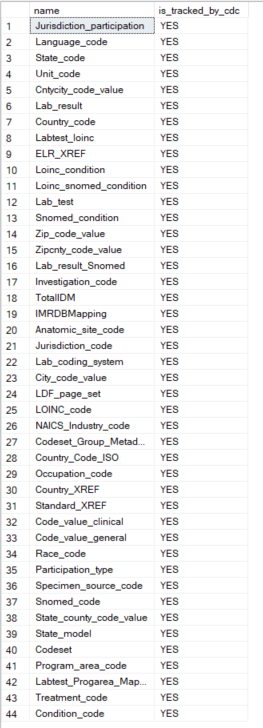 name is_tracked_by_cdc
1 Jurisdiction_participation YES
2 Language_code YES
3 State_code YES
4 Unit_code YES
5 Cntycity_code_value YES
6 Lab_result YES
7 Country_code YES
8 Labtest_loinc YES
9 ELR_XREF YES
10 Loinc_condition YES
11 Loinc_snomed_condition YES
12 Lab_test YES
13 Snomed_condition YES
14 Zip_code_value YES
15 Zipcnty_code_value YES
16 Lab_result_Snomed YES
17 Investigation_code YES
18 TotalIDM YES
19 IMRDBMapping YES
20 Anatomic_site_code YES
21 Jurisdiction_code YES
22 Lab_coding_system YES
23 City_code_value YES
24 LDF_page_set YES
25 LOINC_code YES
26 NAICS_Industry_code YES
27 Codeset_Group_Metad... YES
28 Country_Code_ISO YES
29 Occupation_code YES
30 Country_XREF YES
31 Standard_XREF YES
32 Code_value_clinical YES
33 Code_value_general YES
34 Race_code YES
35 Participation_type YES
36 Specimen_source_code YES
37 Snomed_code YES
38 State_county_code_value YES
39 State_model YES
40 Codeset YES
41 Program_area_code YES
42 Labtest_Progarea_Map... YES
43 Treatment_code YES
44 Condition_code YES